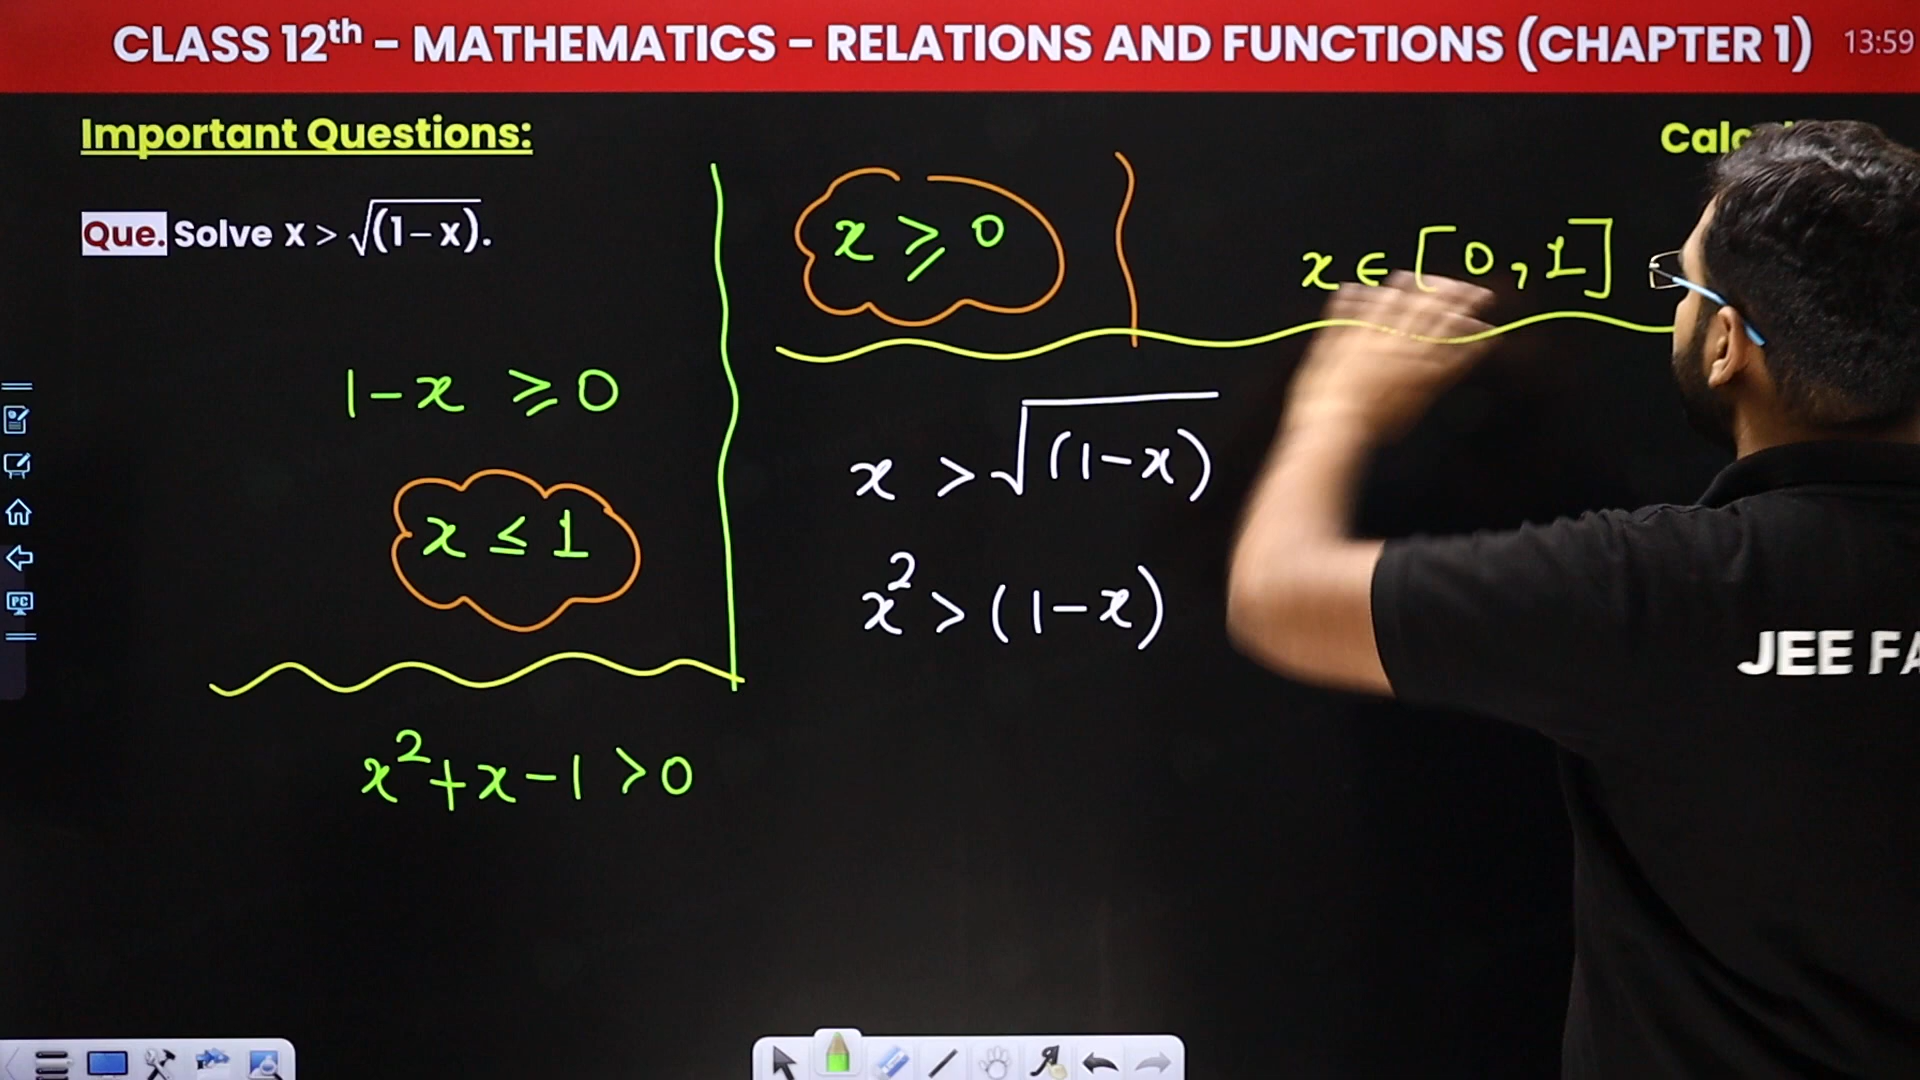 CLASS 12th – MATHEMATICS – RELATIONS AND FUNCTIONS (CHAPTER 1)
13:59
Important Questions:
Que. Solve x > √(1–x).
1-x ≥ 0
x ≤ 1
x²+x-1>0
x ≥ 0
x ∈ [0,1]
x > √(1-x)
x² > (1-x)
JEE
PC